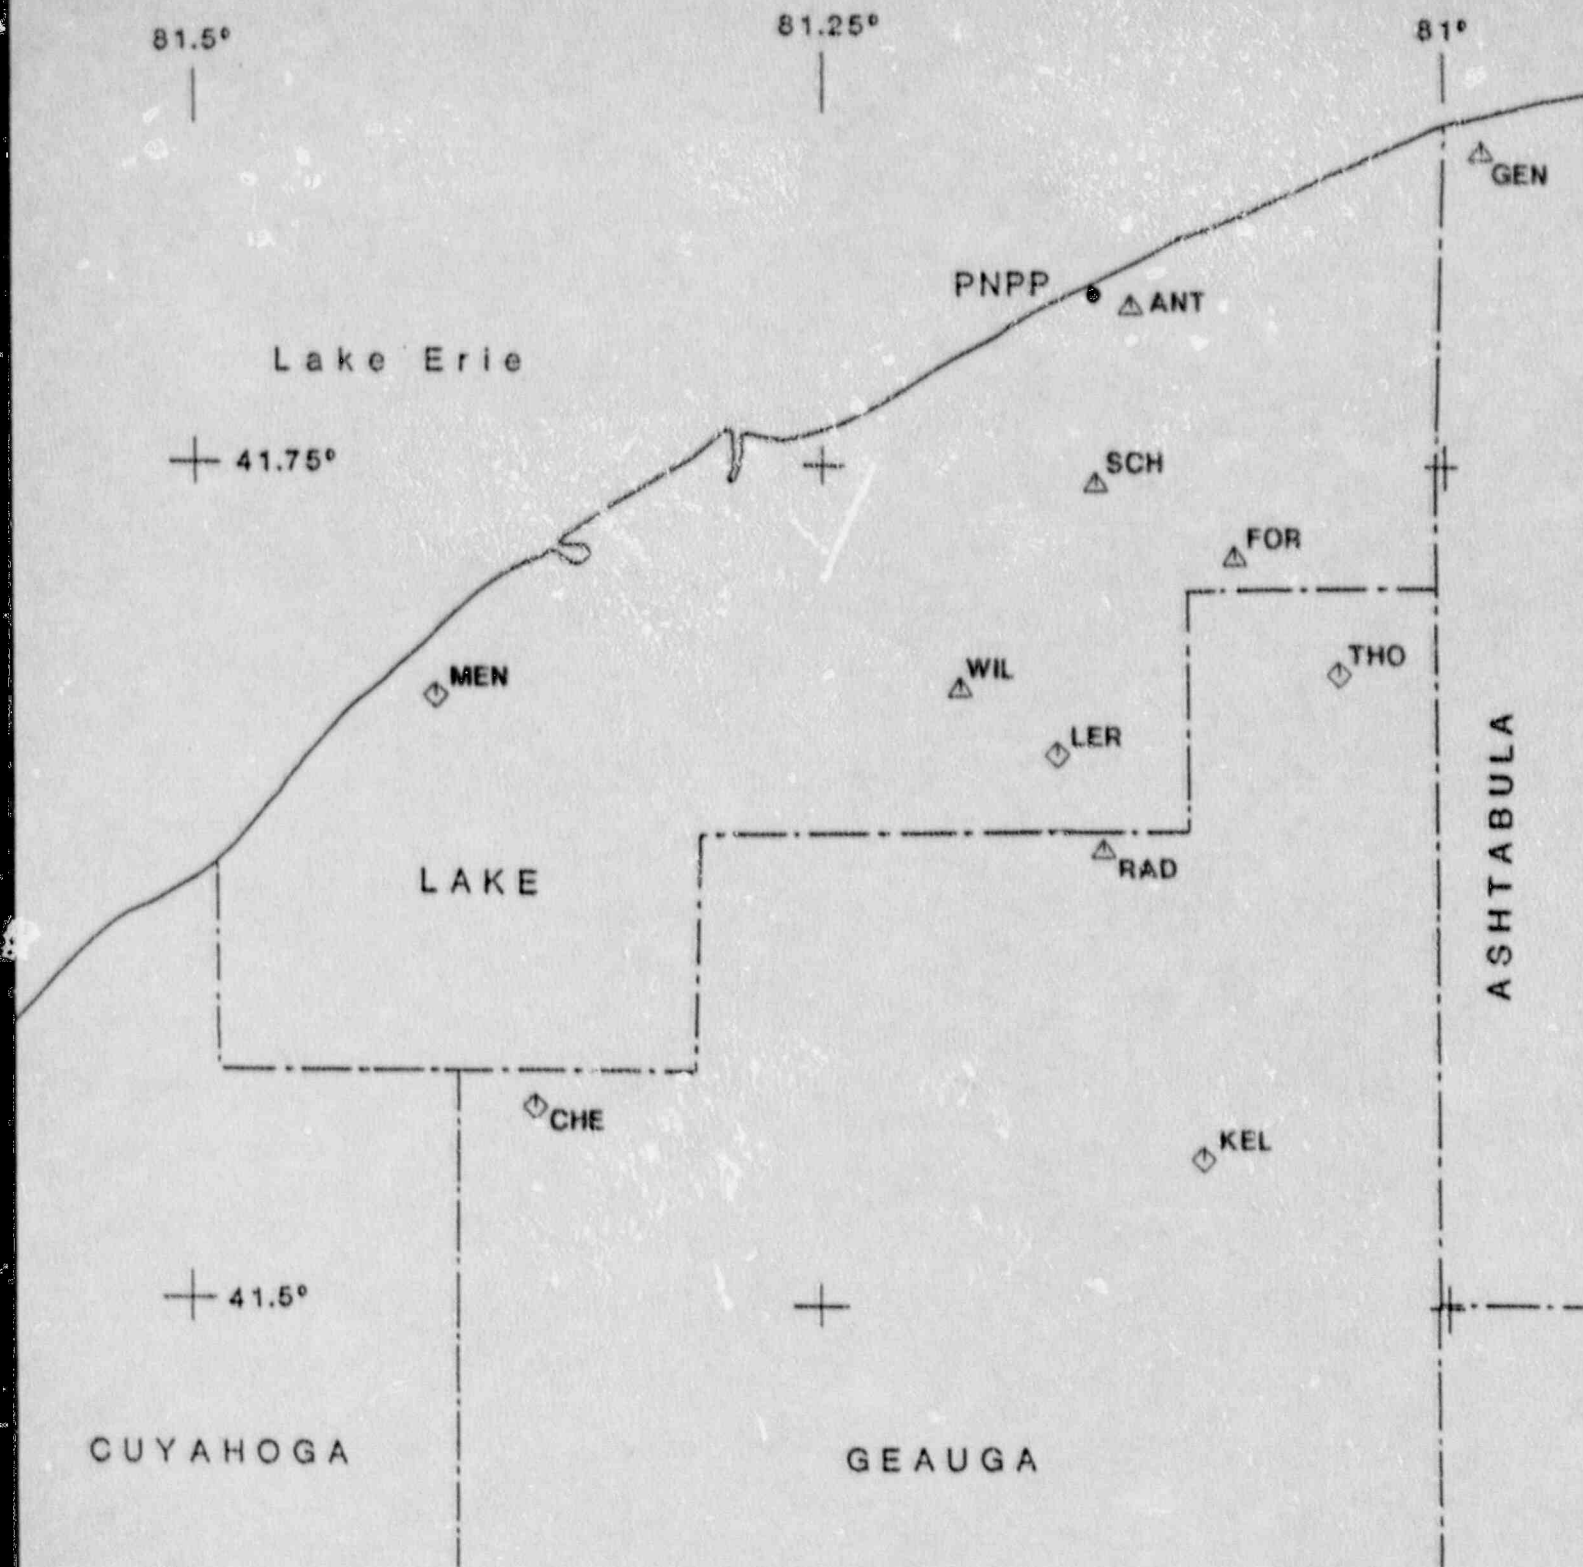 81.5°
81.25°
81°
GEN
PNPP
ANT
Lake Erie
41.75°
SCH
FOR
MEN
WIL
THO
LER
ASHTABULA
LAKE
RAD
CHE
KEL
41.5°
CUYAHOGA
GEAUGA